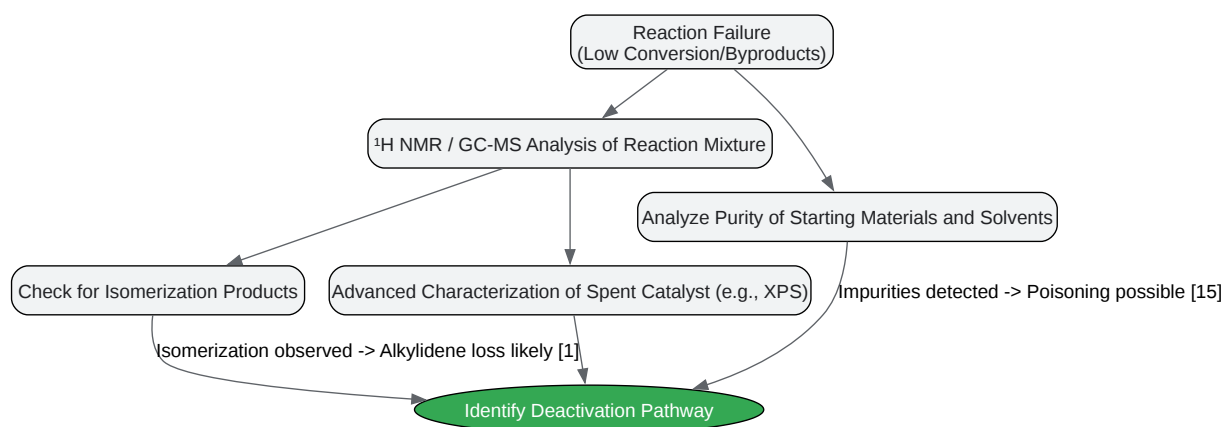 Reaction Failure
(Low Conversion/Byproducts)
¹H NMR / GC-MS Analysis of Reaction Mixture
Analyze Purity of Starting Materials and Solvents
Check for Isomerization Products
Advanced Characterization of Spent Catalyst (e.g., XPS)
Impurities detected -> Poisoning possible [15]
Isomerization observed -> Alkylidene loss likely [1]
Identify Deactivation Pathway